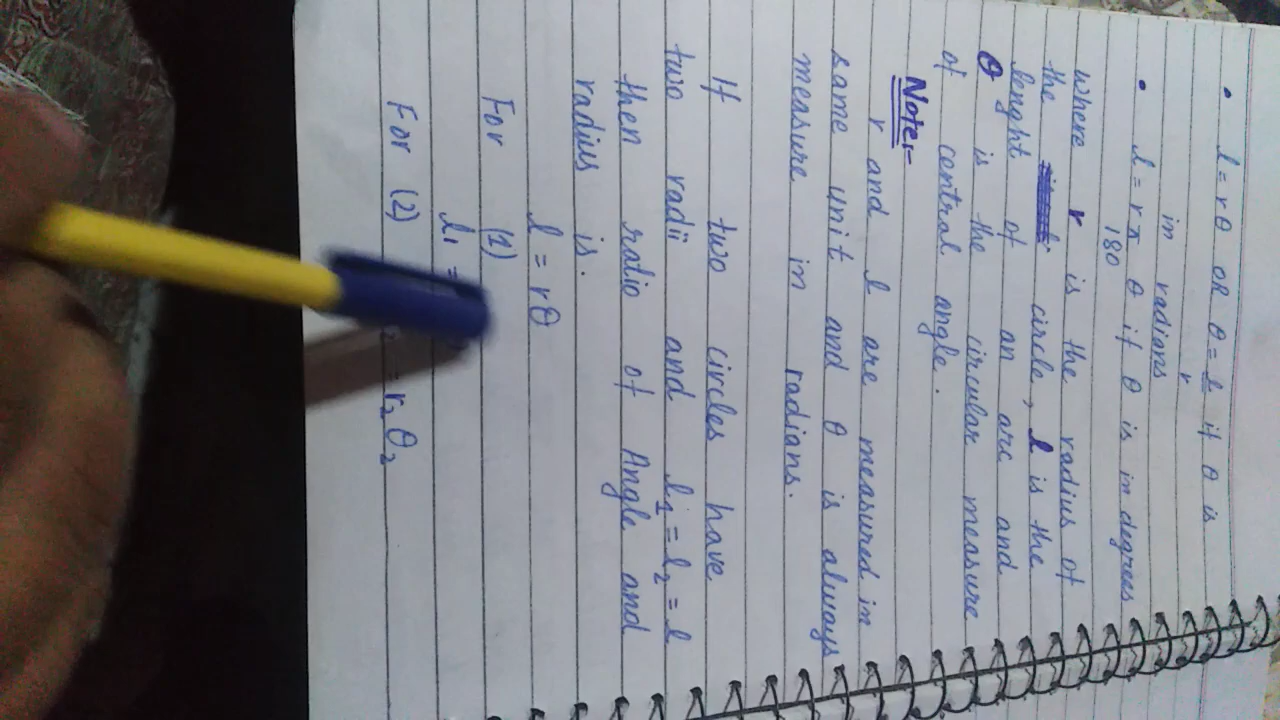 • l = rθ OR θ = l/r if θ is
in radians
• l = rπ/180 θ if θ is in degrees
where r is the radius of
the circle, l is the
lenght of an arc and
θ is the circular measure
of central angle.
Note:-
r and l are measured in
same unit and θ is always
measure in radians.
If two circles have
two radii and l1 = l2 = l
then ratio of Angle and
radius is.
l = rθ
For (1)
l1 =
For (2) = r2θ2